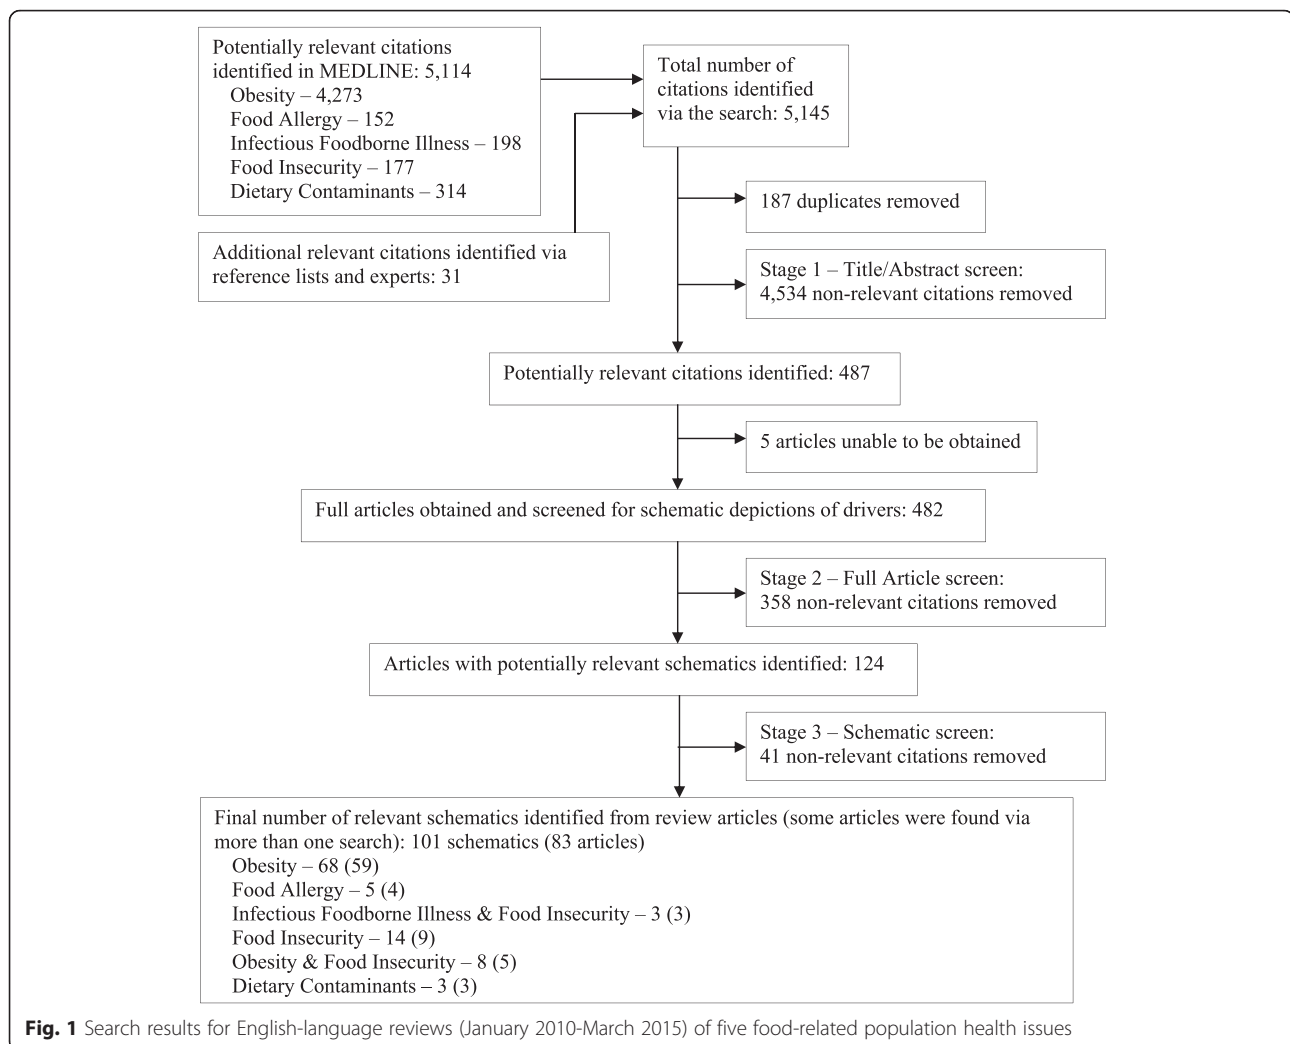 Potentially relevant citations
identified in MEDLINE: 5,114
Obesity – 4,273
Food Allergy – 152
Infectious Foodborne Illness – 198
Food Insecurity – 177
Dietary Contaminants – 314
Total number of
citations identified
via the search: 5,145
187 duplicates removed
Additional relevant citations identified via
reference lists and experts: 31
Stage 1 – Title/Abstract screen:
4,534 non-relevant citations removed
Potentially relevant citations identified: 487
5 articles unable to be obtained
Full articles obtained and screened for schematic depictions of drivers: 482
Stage 2 – Full Article screen:
358 non-relevant citations removed
Articles with potentially relevant schematics identified: 124
Stage 3 – Schematic screen:
41 non-relevant citations removed
Final number of relevant schematics identified from review articles (some articles were found via
more than one search): 101 schematics (83 articles)
Obesity – 68 (59)
Food Allergy – 5 (4)
Infectious Foodborne Illness & Food Insecurity – 3 (3)
Food Insecurity – 14 (9)
Obesity & Food Insecurity – 8 (5)
Dietary Contaminants – 3 (3)
Fig. 1 Search results for English-language reviews (January 2010-March 2015) of five food-related population health issues